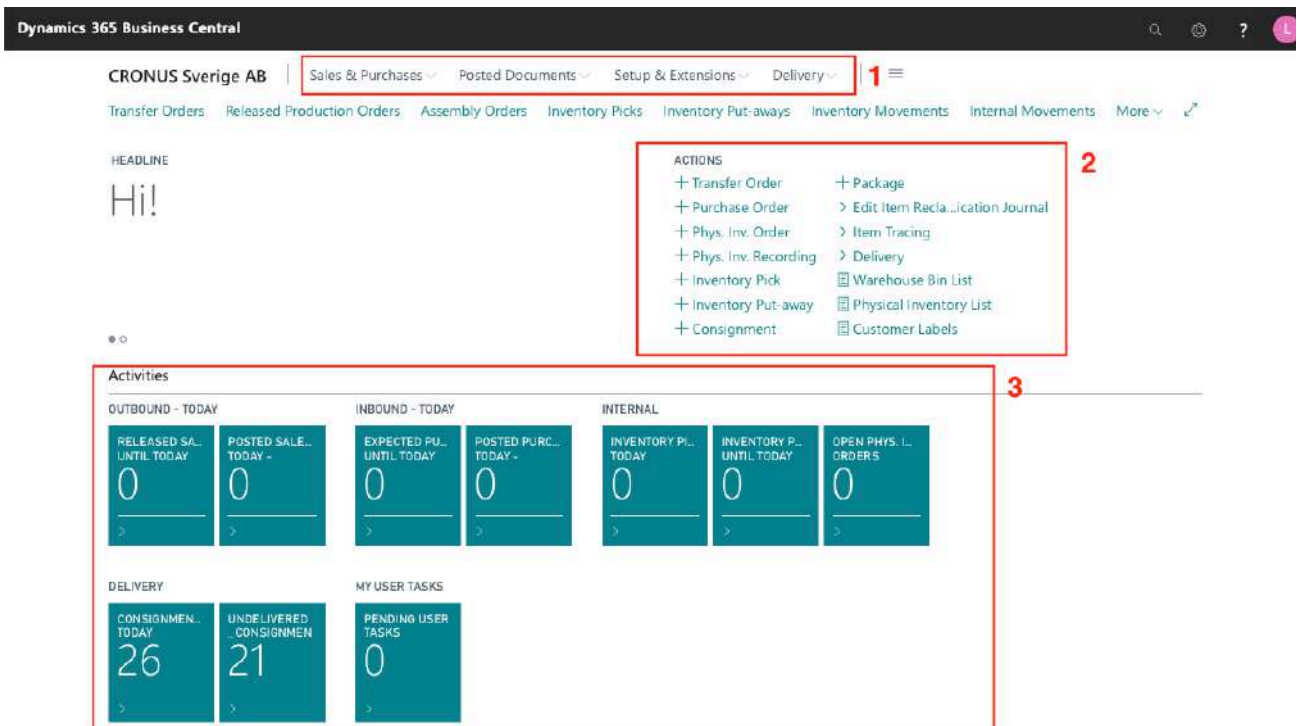 Dynamics 365 Business Central
? L
CRONUS Sverige AB Sales & Purchases Posted Documents Setup & Extensions Delivery 1
Transfer Orders Released Production Orders Assembly Orders Inventory Picks Inventory Put-aways Inventory Movements Internal Movements More
HEADLINE
Hi!
ACTIONS
2
+ Transfer Order
+ Purchase Order
+ Phys. Inv. Order
+ Phys. Inv. Recording
+ Inventory Pick
+ Inventory Put-away
+ Consignment
+ Package
> Edit Item Recla...ication Journal
> Item Tracing
> Delivery
Warehouse Bin List
Physical Inventory List
Customer Labels
Activities
3
OUTBOUND - TODAY
RELEASED SA...
UNTIL TODAY
0
>
POSTED SALE...
TODAY -
0
>
INBOUND - TODAY
EXPECTED PU...
UNTIL TODAY
0
>
POSTED PURC...
TODAY -
0
>
INTERNAL
INVENTORY PI...
TODAY
0
>
INVENTORY P...
UNTIL TODAY
0
>
OPEN PHYS. I...
ORDERS
0
>
DELIVERY
CONSIGNMEN...
TODAY
26
>
UNDELIVERED
_CONSIGNMEN
21
>
MY USER TASKS
PENDING USER
TASKS
0
>